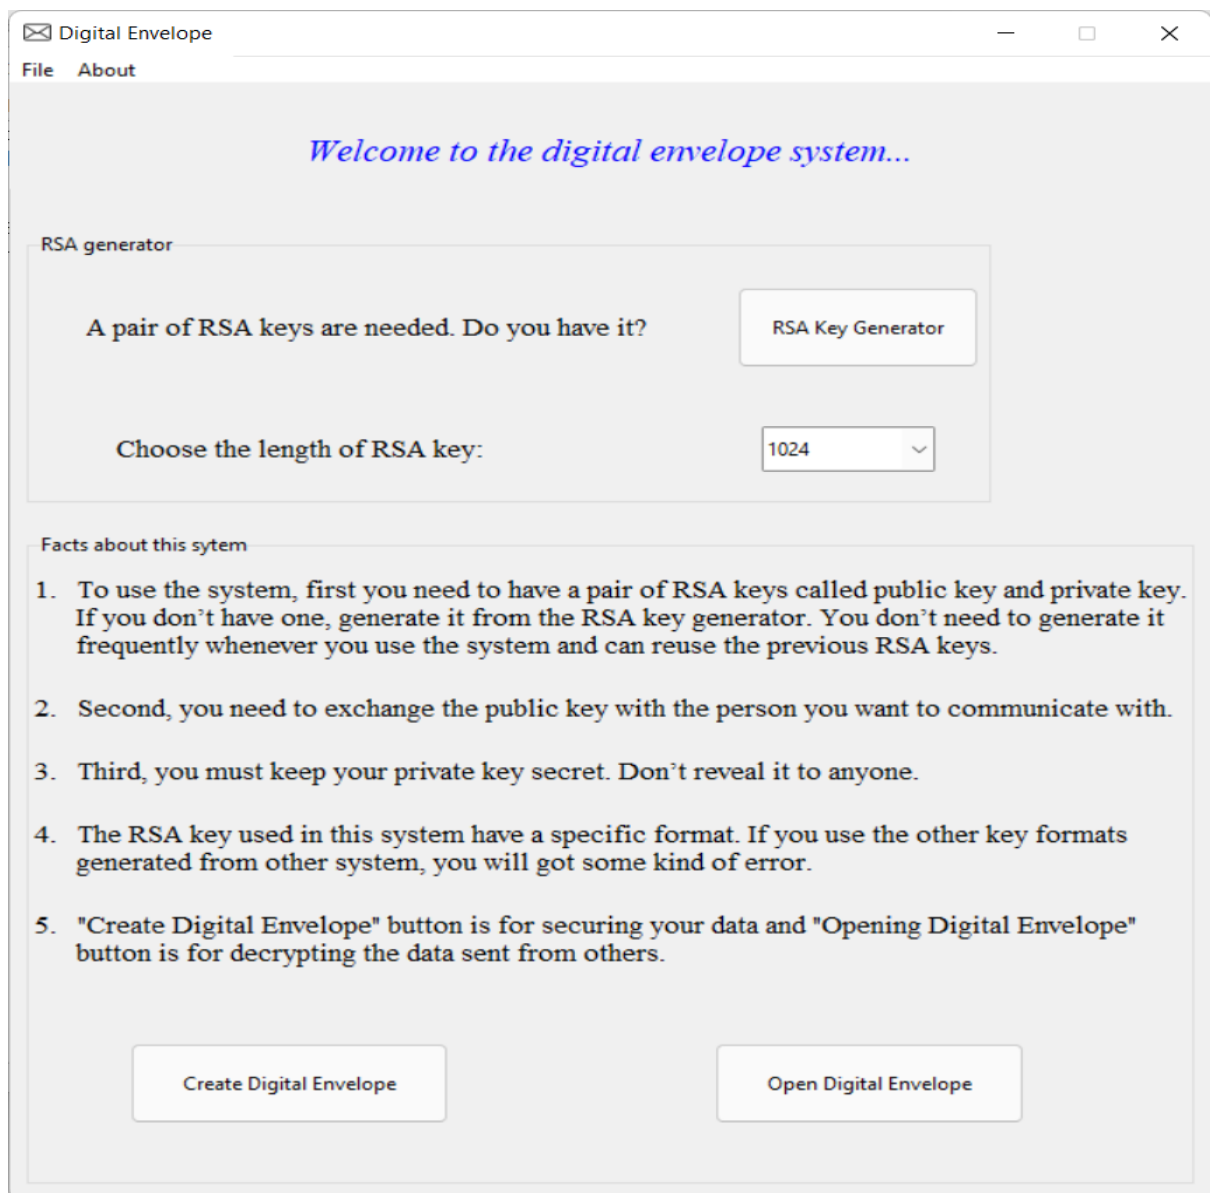 Digital Envelope
File About
Welcome to the digital envelope system...
RSA generator
A pair of RSA keys are needed. Do you have it?
RSA Key Generator
Choose the length of RSA key:
1024
Facts about this sytem
1. To use the system, first you need to have a pair of RSA keys called public key and private key.
If you don’t have one, generate it from the RSA key generator. You don’t need to generate it
frequently whenever you use the system and can reuse the previous RSA keys.
2. Second, you need to exchange the public key with the person you want to communicate with.
3. Third, you must keep your private key secret. Don’t reveal it to anyone.
4. The RSA key used in this system have a specific format. If you use the other key formats
generated from other system, you will got some kind of error.
5. "Create Digital Envelope" button is for securing your data and "Opening Digital Envelope"
button is for decrypting the data sent from others.
Create Digital Envelope
Open Digital Envelope